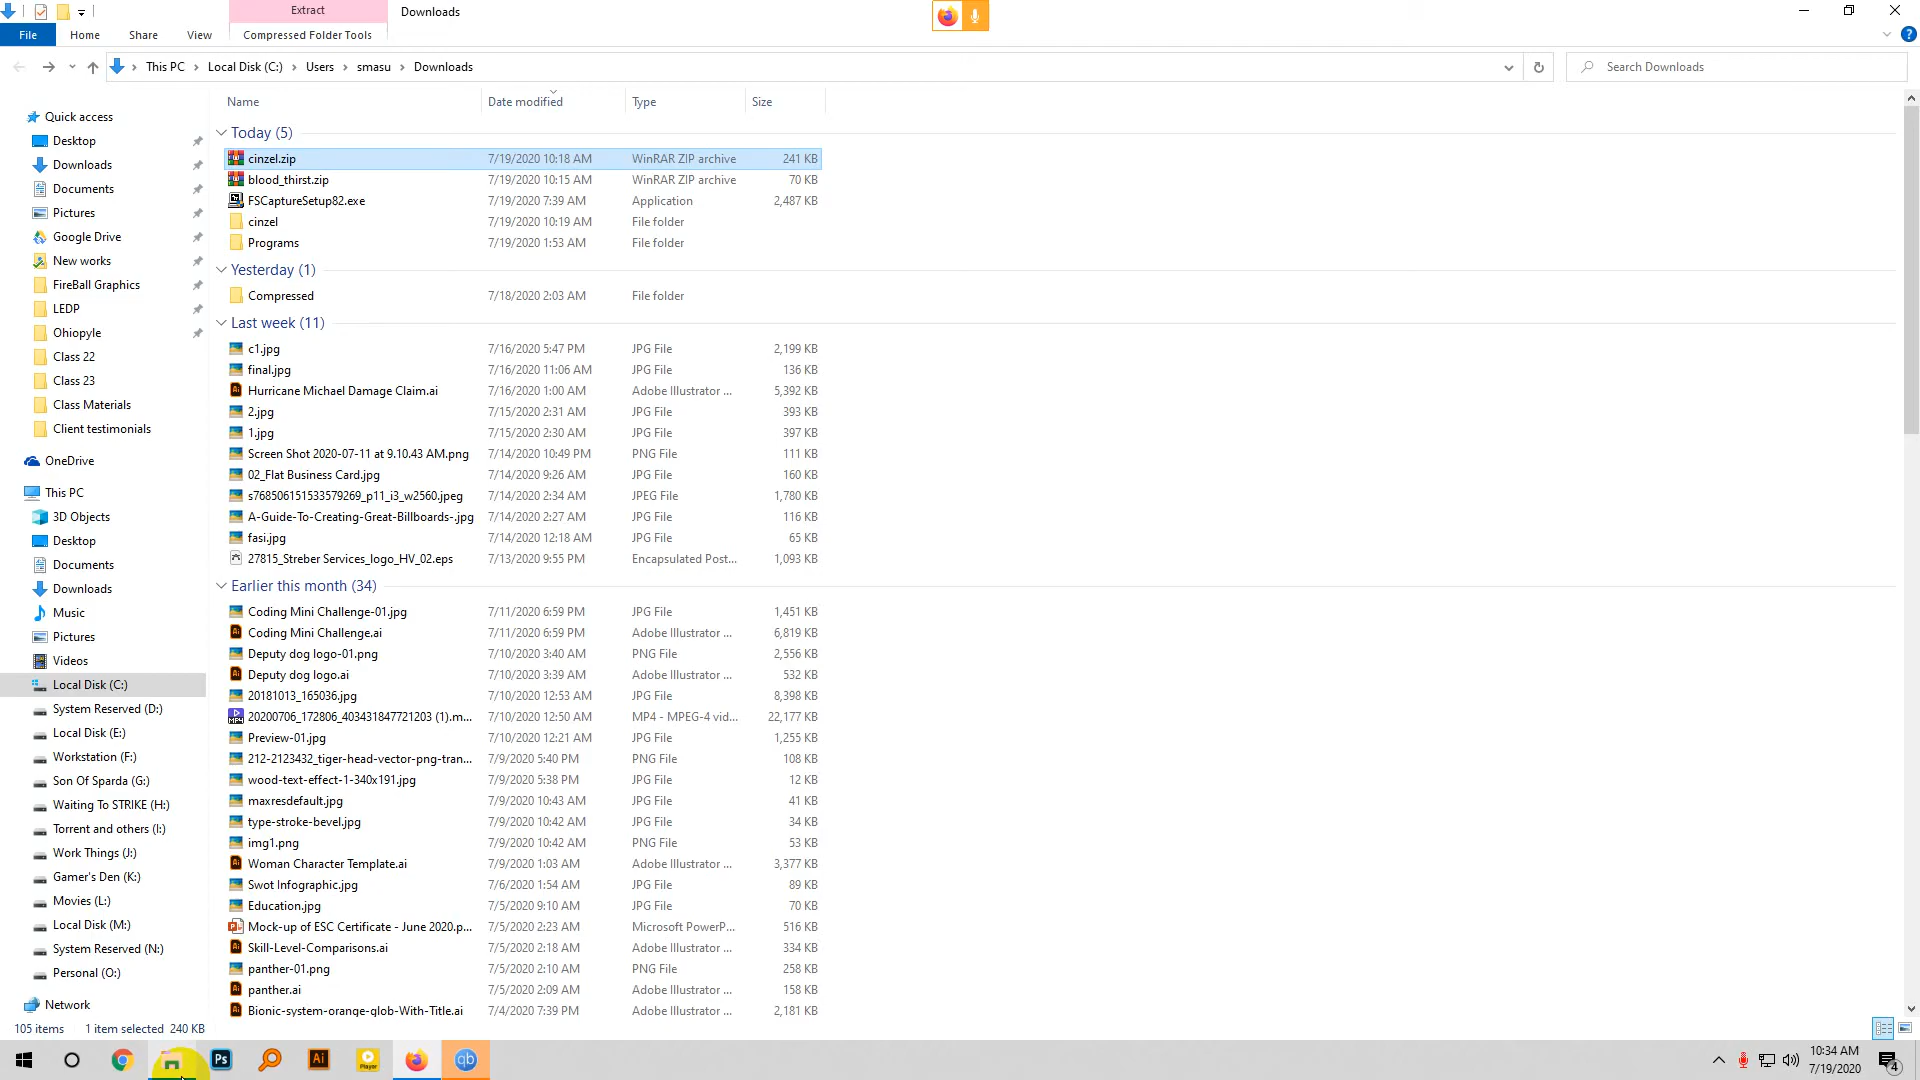 Extract
Downloads
File
Home
Share
View
Compressed Folder Tools
This PC
Local Disk (C:)
Users
smasu
Downloads
Search Downloads
Name
Date modified
Type
Size
Quick access
Desktop
Downloads
Documents
Pictures
Google Drive
New works
FireBall Graphics
LEDP
Ohiopyle
Class 22
Class 23
Class Materials
Client testimonials
OneDrive
This PC
3D Objects
Desktop
Documents
Downloads
Music
Pictures
Videos
Local Disk (C:)
System Reserved (D:)
Local Disk (E:)
Workstation (F:)
Son Of Sparda (G:)
Waiting To STRIKE (H:)
Torrent and others (I:)
Work Things (J:)
Gamer's Den (K:)
Movies (L:)
Local Disk (M:)
System Reserved (N:)
Personal (O:)
Network
Today (5)
cinzel.zip 7/19/2020 10:18 AM WinRAR ZIP archive 241 KB
blood_thirst.zip 7/19/2020 10:15 AM WinRAR ZIP archive 70 KB
FSCaptureSetup82.exe 7/19/2020 7:39 AM Application 2,487 KB
cinzel 7/19/2020 10:19 AM File folder
Programs 7/19/2020 1:53 AM File folder
Yesterday (1)
Compressed 7/18/2020 2:03 AM File folder
Last week (11)
c1.jpg 7/16/2020 5:47 PM JPG File 2,199 KB
final.jpg 7/16/2020 11:06 AM JPG File 136 KB
Hurricane Michael Damage Claim.ai 7/16/2020 1:00 AM Adobe Illustrator ... 5,392 KB
2.jpg 7/15/2020 2:31 AM JPG File 393 KB
1.jpg 7/15/2020 2:30 AM JPG File 397 KB
Screen Shot 2020-07-11 at 9.10.43 AM.png 7/14/2020 10:49 PM PNG File 111 KB
02_Flat Business Card.jpg 7/14/2020 9:26 AM JPG File 160 KB
s768506151533579269_p11_i3_w2560.jpeg 7/14/2020 2:34 AM JPEG File 1,780 KB
A-Guide-To-Creating-Great-Billboards-.jpg 7/14/2020 2:27 AM JPG File 116 KB
fasi.jpg 7/14/2020 12:18 AM JPG File 65 KB
27815_Streber Services_logo_HV_02.eps 7/13/2020 9:55 PM Encapsulated Post... 1,093 KB
Earlier this month (34)
Coding Mini Challenge-01.jpg 7/11/2020 6:59 PM JPG File 1,451 KB
Coding Mini Challenge.ai 7/11/2020 6:59 PM Adobe Illustrator ... 6,819 KB
Deputy dog logo-01.png 7/10/2020 3:40 AM PNG File 2,556 KB
Deputy dog logo.ai 7/10/2020 3:39 AM Adobe Illustrator ... 532 KB
20181013_165036.jpg 7/10/2020 12:53 AM JPG File 8,398 KB
20200706_172806_403431847721203 (1).m... 7/10/2020 12:50 AM MP4 - MPEG-4 vid... 22,177 KB
Preview-01.jpg 7/10/2020 12:21 AM JPG File 1,255 KB
212-2123432_tiger-head-vector-png-tran... 7/9/2020 5:40 PM PNG File 108 KB
wood-text-effect-1-340x191.jpg 7/9/2020 5:38 PM JPG File 12 KB
maxresdefault.jpg 7/9/2020 10:43 AM JPG File 41 KB
type-stroke-bevel.jpg 7/9/2020 10:42 AM JPG File 34 KB
img1.png 7/9/2020 10:42 AM PNG File 53 KB
Woman Character Template.ai 7/9/2020 1:03 AM Adobe Illustrator ... 3,377 KB
Swot Infographic.jpg 7/6/2020 1:54 AM JPG File 89 KB
Education.jpg 7/5/2020 9:10 AM JPG File 70 KB
Mock-up of ESC Certificate - June 2020.p... 7/5/2020 2:23 AM Microsoft PowerP... 516 KB
Skill-Level-Comparisons.ai 7/5/2020 2:18 AM Adobe Illustrator ... 334 KB
panther-01.png 7/5/2020 2:10 AM PNG File 258 KB
panther.ai 7/5/2020 2:09 AM Adobe Illustrator ... 158 KB
Bionic-system-orange-glob-With-Title.ai 7/4/2020 7:39 PM Adobe Illustrator ... 2,181 KB
105 items 1 item selected 240 KB
Ps
Ai
Player
qb
10:34 AM
7/19/2020
4